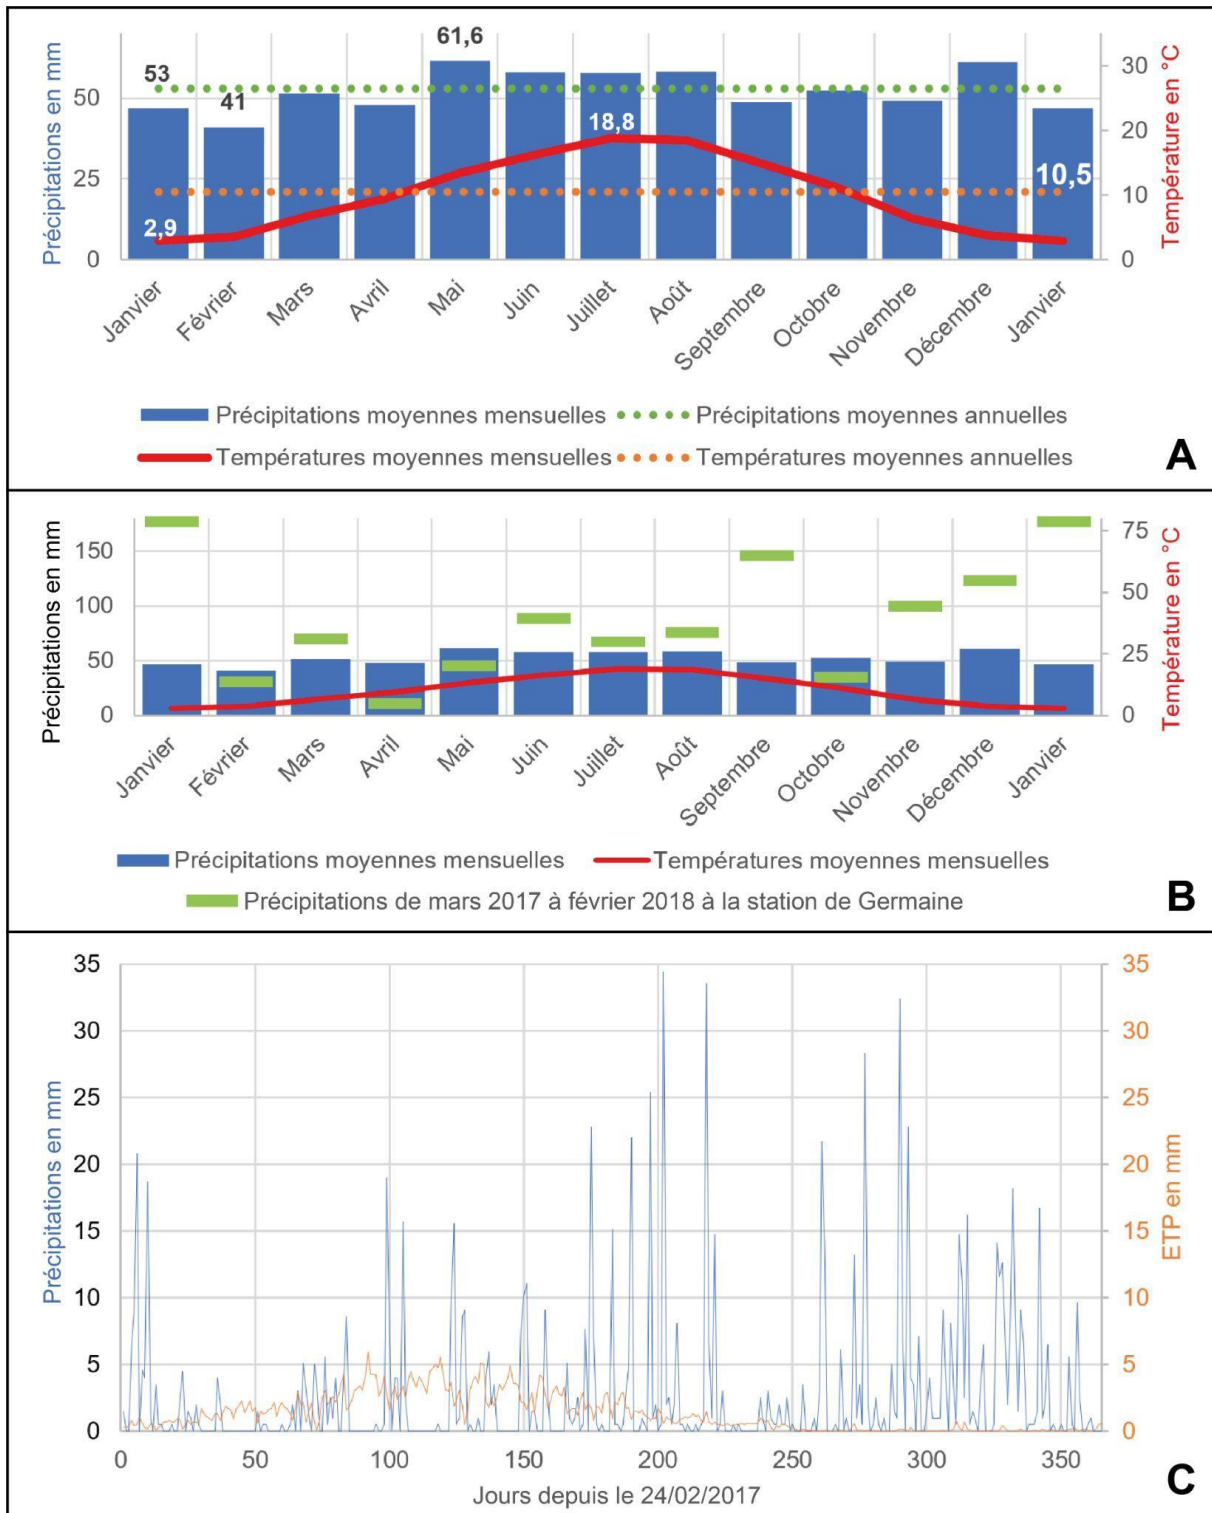 Précipitations en mm
Température en °C
50
25
0
30
20
10
0
53
41
61,6
18,8
2,9
10,5
Janvier
Février
Mars
Avril
Mai
Juin
Juillet
Août
Septembre
Octobre
Novembre
Décembre
Janvier
Précipitations moyennes mensuelles
Précipitations moyennes annuelles
Températures moyennes mensuelles
Températures moyennes annuelles
A
Précipitations en mm
Température en °C
150
100
50
0
75
50
25
0
Janvier
Février
Mars
Avril
Mai
Juin
Juillet
Août
Septembre
Octobre
Novembre
Décembre
Janvier
Précipitations moyennes mensuelles
Températures moyennes mensuelles
Précipitations de mars 2017 à février 2018 à la station de Germaine
B
Précipitations en mm
ETP en mm
35
30
25
20
15
10
5
0
35
30
25
20
15
10
5
0
0
50
100
150
200
250
300
350
Jours depuis le 24/02/2017
C